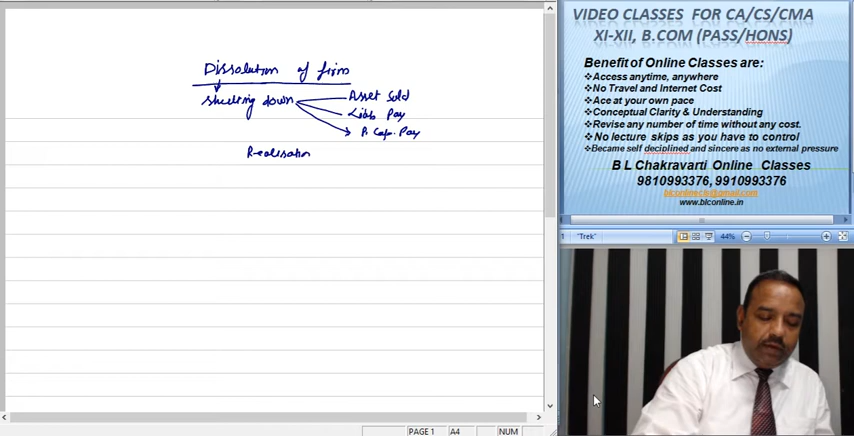 Dissolution of firm
Shutting down
Asset Sold
Liab Pay
P. Cap. Pay
Realisation
PAGE 1 A4 NUM
VIDEO CLASSES FOR CA/CS/CMA
XI-XII, B.COM (PASS/HONS)
Benefit of Online Classes are:
❖Access anytime, anywhere
❖No Travel and Internet Cost
❖Ace at your own pace
❖Conceptual Clarity & Understanding
❖Revise any number of time without any cost.
❖No lecture skips as you have to control
❖Became self deciplined and sincere as no external pressure
B L Chakravarti Online Classes
9810993376, 9910993376
blconlinecls@gmail.com
www.blconline.in
1 "Trek" 44%